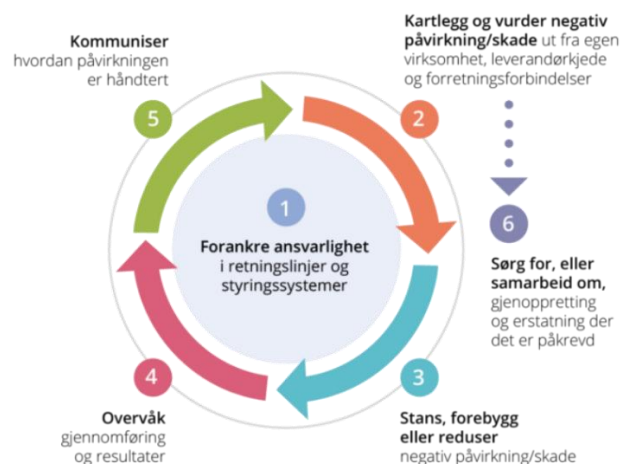 1
Forankre ansvarlighet
i retningslinjer og
styringssystemer
2
Kartlegg og vurder negativ
påvirkning/skade ut fra egen
virksomhet, leverandørkjede
og forretningsforbindelser
3
Stans, forebygg
eller reduser
negativ påvirkning/skade
4
Overvåk
gjennomføring
og resultater
5
Kommuniser
hvordan påvirkningen
er håndtert
6
Sørg for, eller
samarbeid om,
gjenoppretting
og erstatning der
det er påkrevd